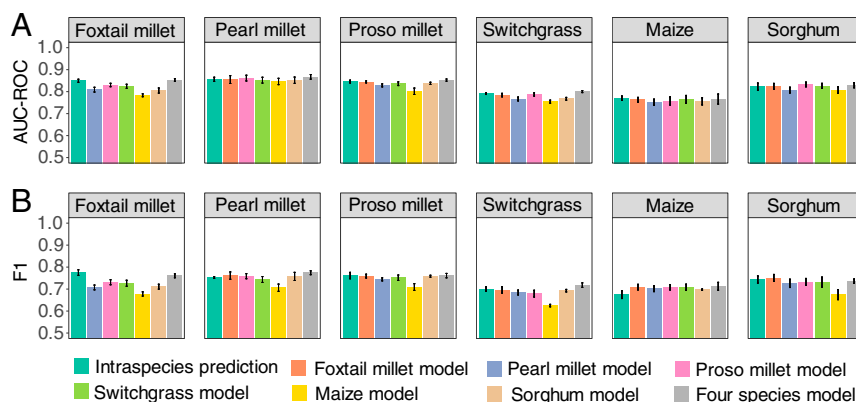 A
Foxtail millet Pearl millet Proso millet Switchgrass Maize Sorghum
AUC-ROC
1.0
0.9
0.8
0.7
0.6
0.5
B
Foxtail millet Pearl millet Proso millet Switchgrass Maize Sorghum
F1
1.0
0.9
0.8
0.7
0.6
0.5
Intraspecies prediction Foxtail millet model Pearl millet model Proso millet model
Switchgrass model Maize model Sorghum model Four species model